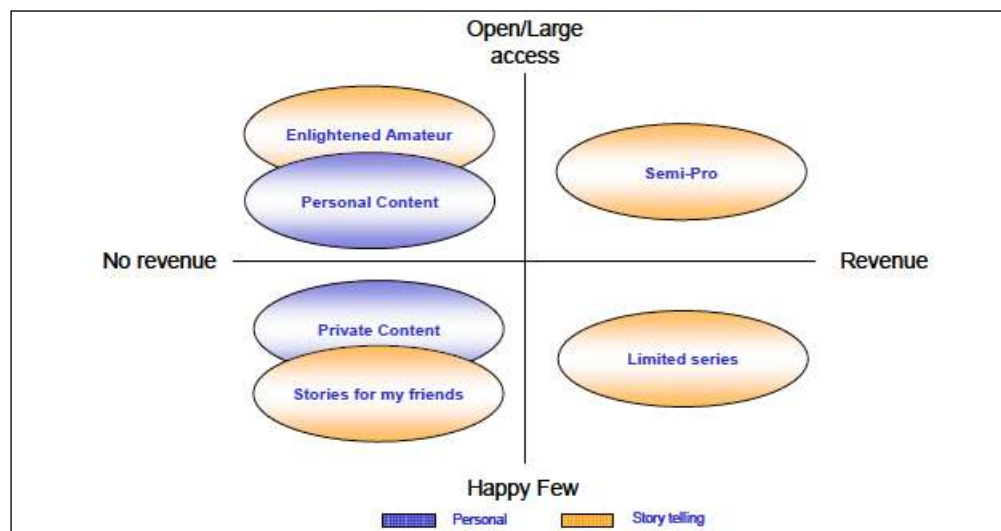 Open/Large
access
Enlightened Amateur
Semi-Pro
Personal Content
No revenue
Revenue
Private Content
Limited series
Stories for my friends
Happy Few
Personal
Story telling